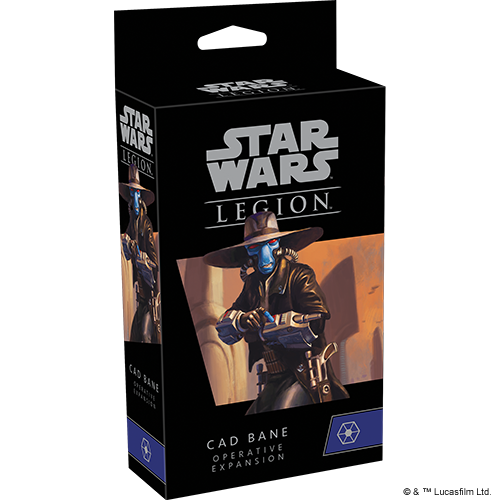 STAR
WARS
LEGION
CAD BANE
OPERATIVE
EXPANSION
STAR
WARS
LEGION
CAD BANE
OPERATIVE
EXPANSION
© & ™ Lucasfilm Ltd.